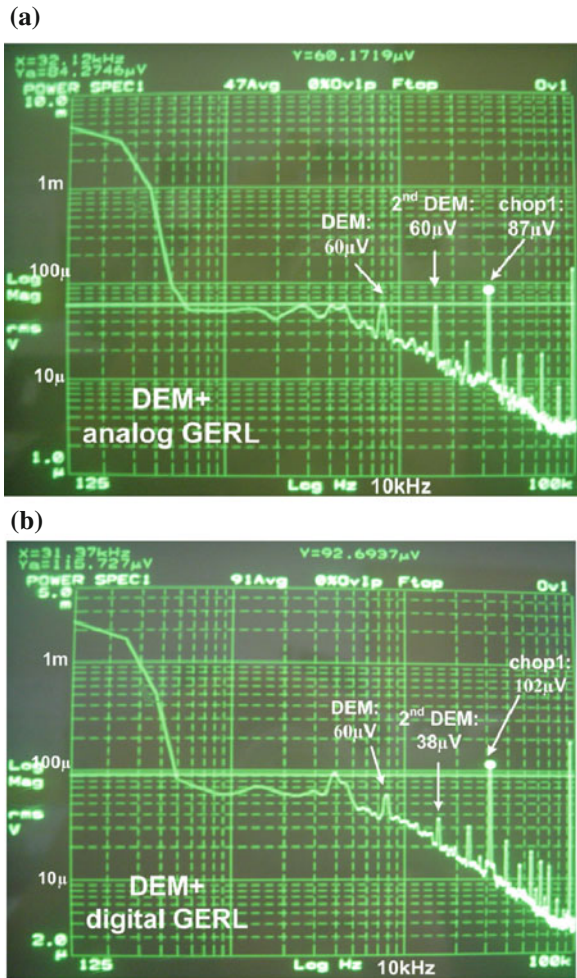 (a)
X=32.12kHz Y=60.1719µV
Ya=84.2746µV
POWER SPEC1 47Avg 0%Ovlp Ftop Ov1
10.0
m
1m
DEM:
60µV
2nd DEM:
60µV
chop1:
87µV
100µ
Log
Mag
rms
V
10µ
DEM+
analog GERL
1.0
µ
125 Log Hz 10kHz 100k
(b)
X=31.37kHz Y=92.6937µV
Ya=115.727µV
POWER SPEC1 91Avg 0%Ovlp Ftop Ov1
5.0
m
1m
DEM:
60µV
2nd DEM:
38µV
chop1:
102µV
100µ
Log
Mag
rms
V
10µ
DEM+
digital GERL
2.0
µ
125 Log Hz 10kHz 100k